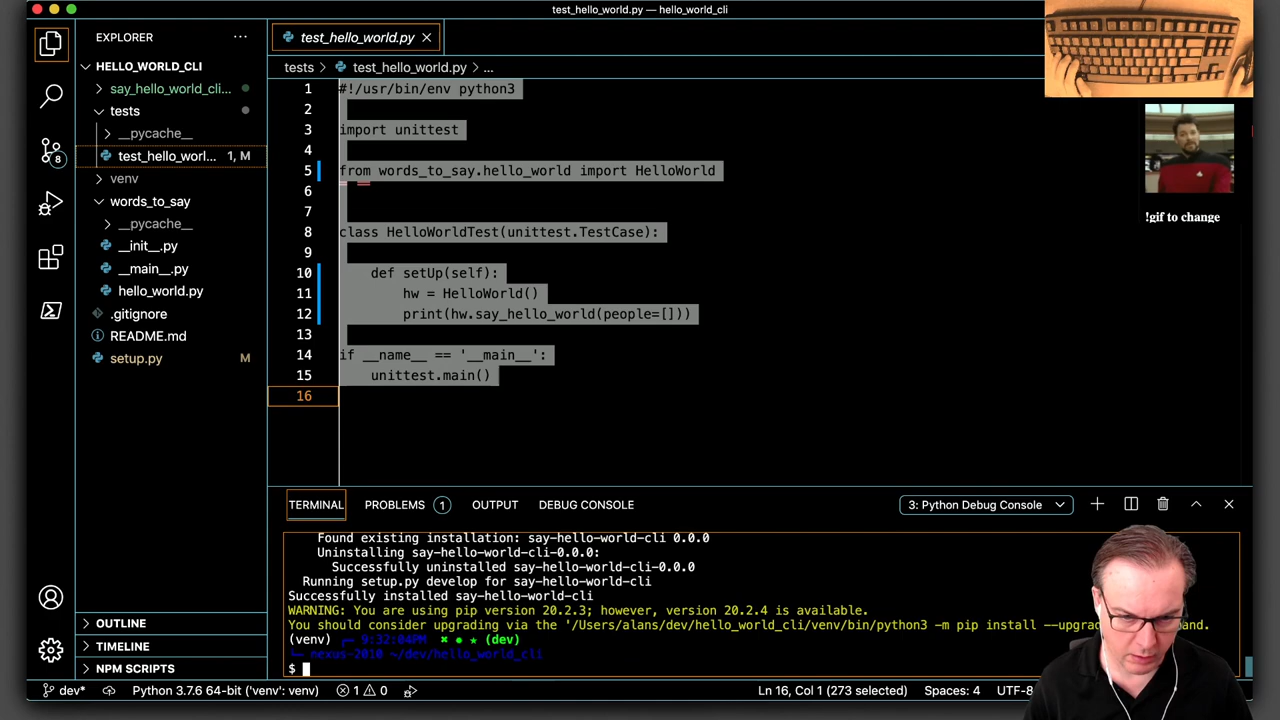 test_hello_world.py — hello_world_cli
EXPLORER
HELLO_WORLD_CLI
say_hello_world_cli...
tests
__pycache__
test_hello_worl... 1, M
venv
words_to_say
__pycache__
__init__.py
__main__.py
hello_world.py
.gitignore
README.md
setup.py M
OUTLINE
TIMELINE
NPM SCRIPTS
8
test_hello_world.py
tests > test_hello_world.py > ...
1 #!/usr/bin/env python3
2
3 import unittest
4
5 from words_to_say.hello_world import HelloWorld
6
7
8 class HelloWorldTest(unittest.TestCase):
9
10 def setUp(self):
11 hw = HelloWorld()
12 print(hw.say_hello_world(people=[]))
13
14 if __name__ == '__main__':
15 unittest.main()
16
!gif to change
TERMINAL PROBLEMS 1 OUTPUT DEBUG CONSOLE 3: Python Debug Console
Found existing installation: say-hello-world-cli 0.0.0
Uninstalling say-hello-world-cli-0.0.0:
Successfully uninstalled say-hello-world-cli-0.0.0
Running setup.py develop for say-hello-world-cli
Successfully installed say-hello-world-cli
WARNING: You are using pip version 20.2.3; however, version 20.2.4 is available.
You should consider upgrading via the '/Users/alans/dev/hello_world_cli/venv/bin/python3 -m pip install --upgra
(venv) 9:32:04PM ✖ ● ★ (dev)
nexus-2010 ~/dev/hello_world_cli
$
dev* Python 3.7.6 64-bit ('venv': venv) 1 0 Ln 16, Col 1 (273 selected) Spaces: 4 UTF-8